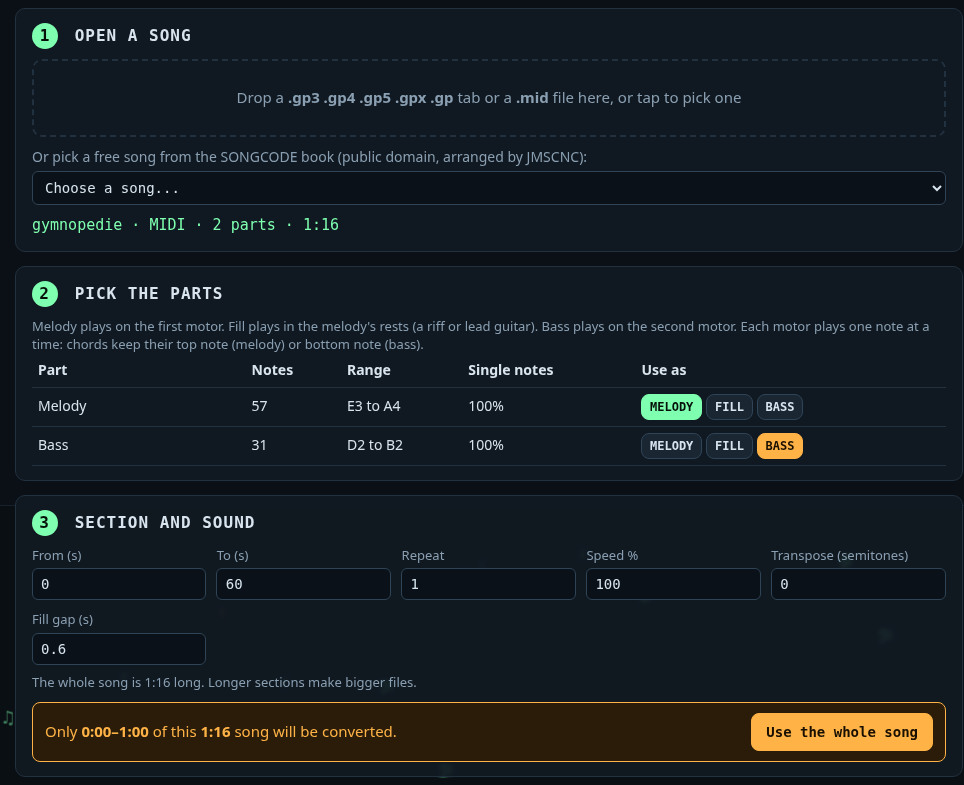 1 OPEN A SONG
Drop a .gp3 .gp4 .gp5 .gpx .gp tab or a .mid file here, or tap to pick one
Or pick a free song from the SONGCODE book (public domain, arranged by JMSCNC):
Choose a song...
gymnopedie · MIDI · 2 parts · 1:16
2 PICK THE PARTS
Melody plays on the first motor. Fill plays in the melody's rests (a riff or lead guitar). Bass plays on the second motor. Each motor plays one note at a
time: chords keep their top note (melody) or bottom note (bass).
Part Notes Range Single notes Use as
Melody 57 E3 to A4 100% MELODY FILL BASS
Bass 31 D2 to B2 100% MELODY FILL BASS
3 SECTION AND SOUND
From (s) To (s) Repeat Speed % Transpose (semitones)
0 60 1 100 0
Fill gap (s)
0.6
The whole song is 1:16 long. Longer sections make bigger files.
Only 0:00–1:00 of this 1:16 song will be converted. Use the whole song